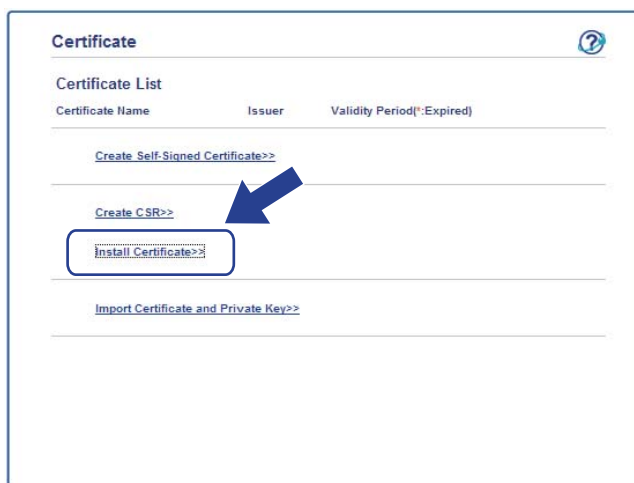 Certificate
Certificate List
Certificate Name Issuer Validity Period(*:Expired)
Create Self-Signed Certificate>>
Create CSR>>
Install Certificate>>
Import Certificate and Private Key>>